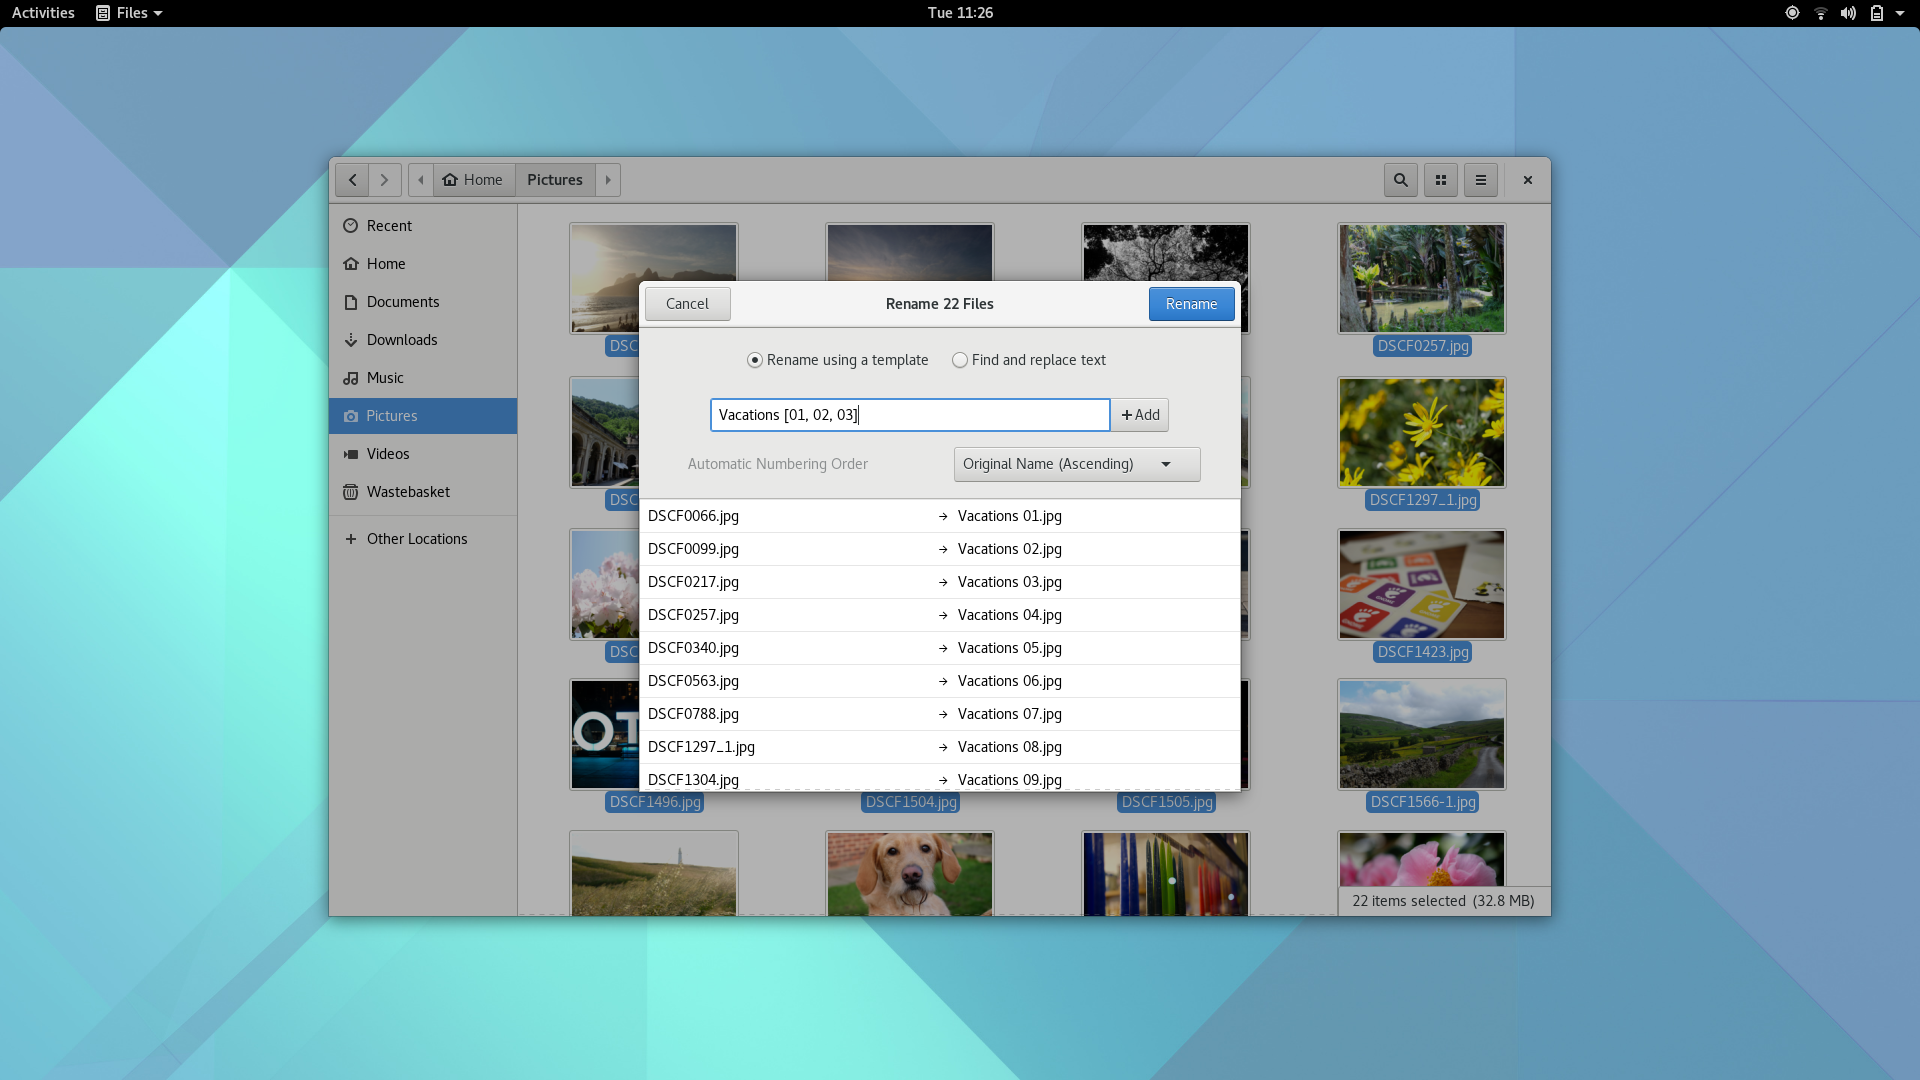 Activities Files Tue 11:26
Home Pictures
Recent
Home
Documents
Downloads
Music
Pictures
Videos
Wastebasket
+ Other Locations
Cancel Rename 22 Files Rename
Rename using a template Find and replace text
Vacations [01, 02, 03] +Add
Automatic Numbering Order Original Name (Ascending)
DSCF0066.jpg → Vacations 01.jpg
DSCF0099.jpg → Vacations 02.jpg
DSCF0217.jpg → Vacations 03.jpg
DSCF0257.jpg → Vacations 04.jpg
DSCF0340.jpg → Vacations 05.jpg
DSCF0563.jpg → Vacations 06.jpg
DSCF0788.jpg → Vacations 07.jpg
DSCF1297_1.jpg → Vacations 08.jpg
DSCF1304.jpg → Vacations 09.jpg
DSC DSCF0257.jpg
DSC DSCF1297_1.jpg
DSC DSCF1423.jpg
OT
DSCF1496.jpg DSCF1504.jpg DSCF1505.jpg DSCF1566-1.jpg
22 items selected (32.8 MB)